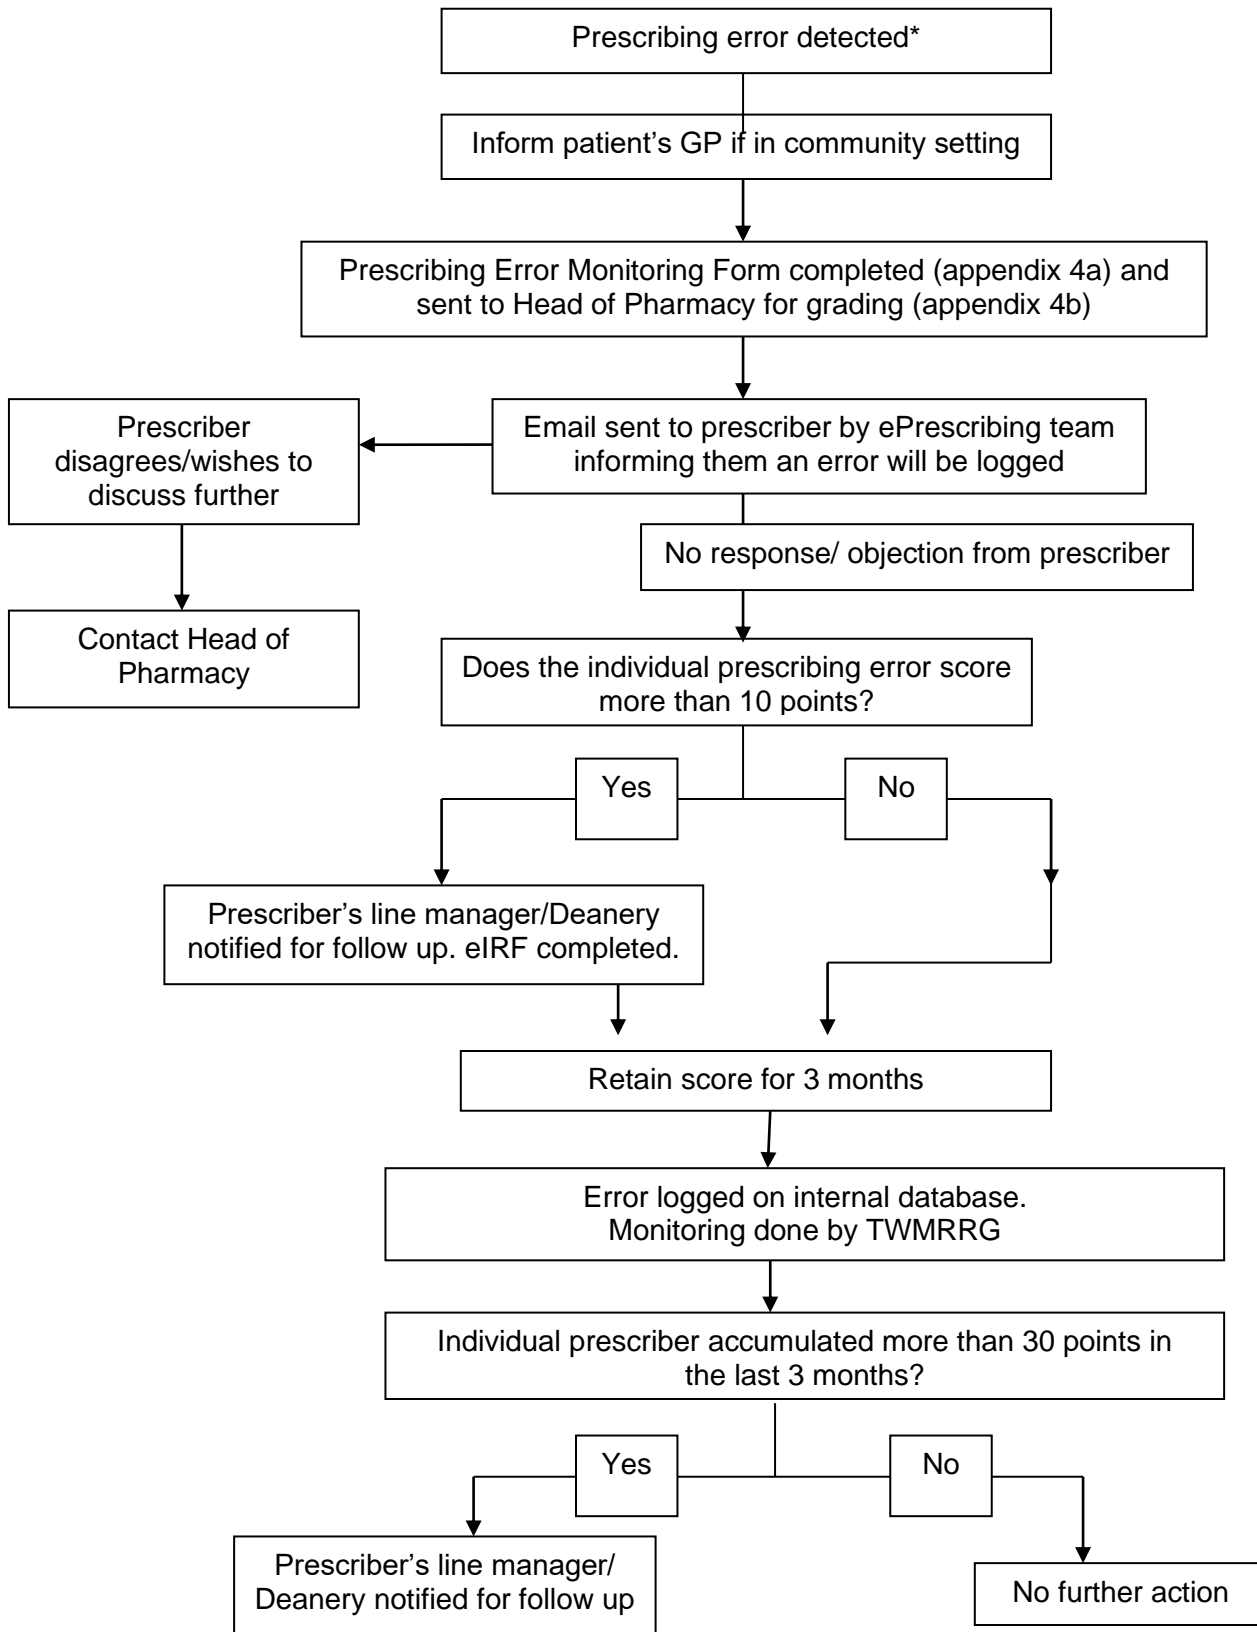 Prescribing error detected*
Inform patient’s GP if in community setting
Prescribing Error Monitoring Form completed (appendix 4a) and
sent to Head of Pharmacy for grading (appendix 4b)
Prescriber
disagrees/wishes to
discuss further
Email sent to prescriber by ePrescribing team
informing them an error will be logged
No response/ objection from prescriber
Contact Head of
Pharmacy
Does the individual prescribing error score
more than 10 points?
Yes
No
Prescriber’s line manager/Deanery
notified for follow up. eIRF completed.
Retain score for 3 months
Error logged on internal database.
Monitoring done by TWMRRG
Individual prescriber accumulated more than 30 points in
the last 3 months?
Yes
No
Prescriber’s line manager/
Deanery notified for follow up
No further action